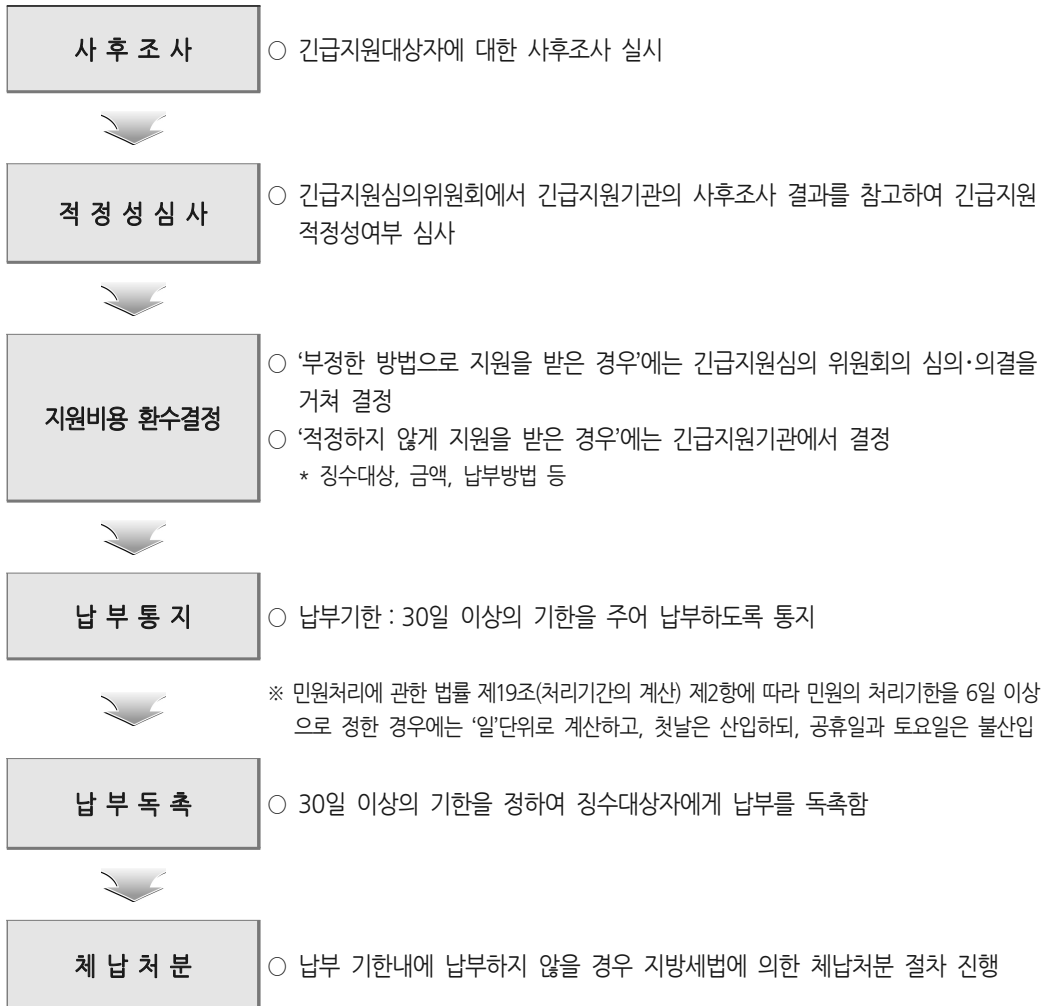 사 후 조 사
○ 긴급지원대상자에 대한 사후조사 실시
적 정 성 심 사
○ 긴급지원심의위원회에서 긴급지원기관의 사후조사 결과를 참고하여 긴급지원
적정성여부 심사
지원비용 환수결정
○ ‘부정한 방법으로 지원을 받은 경우’에는 긴급지원심의 위원회의 심의·의결을
거쳐 결정
○ ‘적정하지 않게 지원을 받은 경우’에는 긴급지원기관에서 결정
* 징수대상, 금액, 납부방법 등
납 부 통 지
○ 납부기한 : 30일 이상의 기한을 주어 납부하도록 통지
※ 민원처리에 관한 법률 제19조(처리기간의 계산) 제2항에 따라 민원의 처리기한을 6일 이상
으로 정한 경우에는 ‘일’단위로 계산하고, 첫날은 산입하되, 공휴일과 토요일은 불산입
납 부 독 촉
○ 30일 이상의 기한을 정하여 징수대상자에게 납부를 독촉함
체 납 처 분
○ 납부 기한내에 납부하지 않을 경우 지방세법에 의한 체납처분 절차 진행